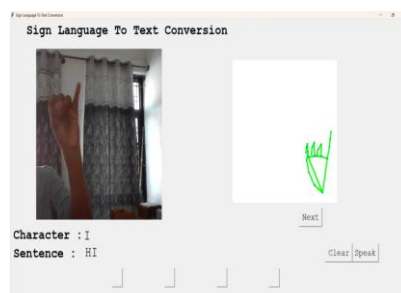 Sign Language To Text Conversion
Sign Language To Text Conversion
Next
Character : I
Sentence : HI
Clear Speak